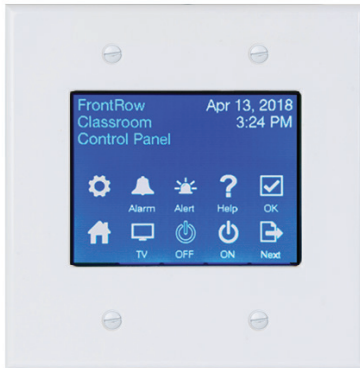 FrontRow
Classroom
Control Panel
Apr 13, 2018
3:24 PM
Alarm
Alert
Help
OK
TV
OFF
ON
Next